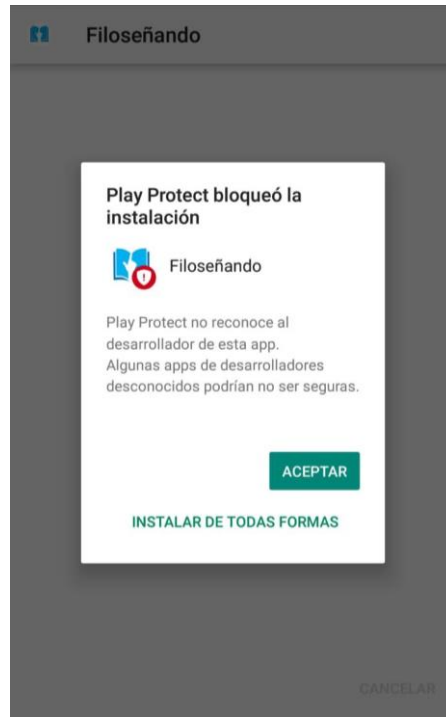 Filoseñando
Play Protect bloqueó la
instalación
Filoseñando
Play Protect no reconoce al
desarrollador de esta app.
Algunas apps de desarrolladores
desconocidos podrían no ser seguras.
ACEPTAR
INSTALAR DE TODAS FORMAS
CANCELAR